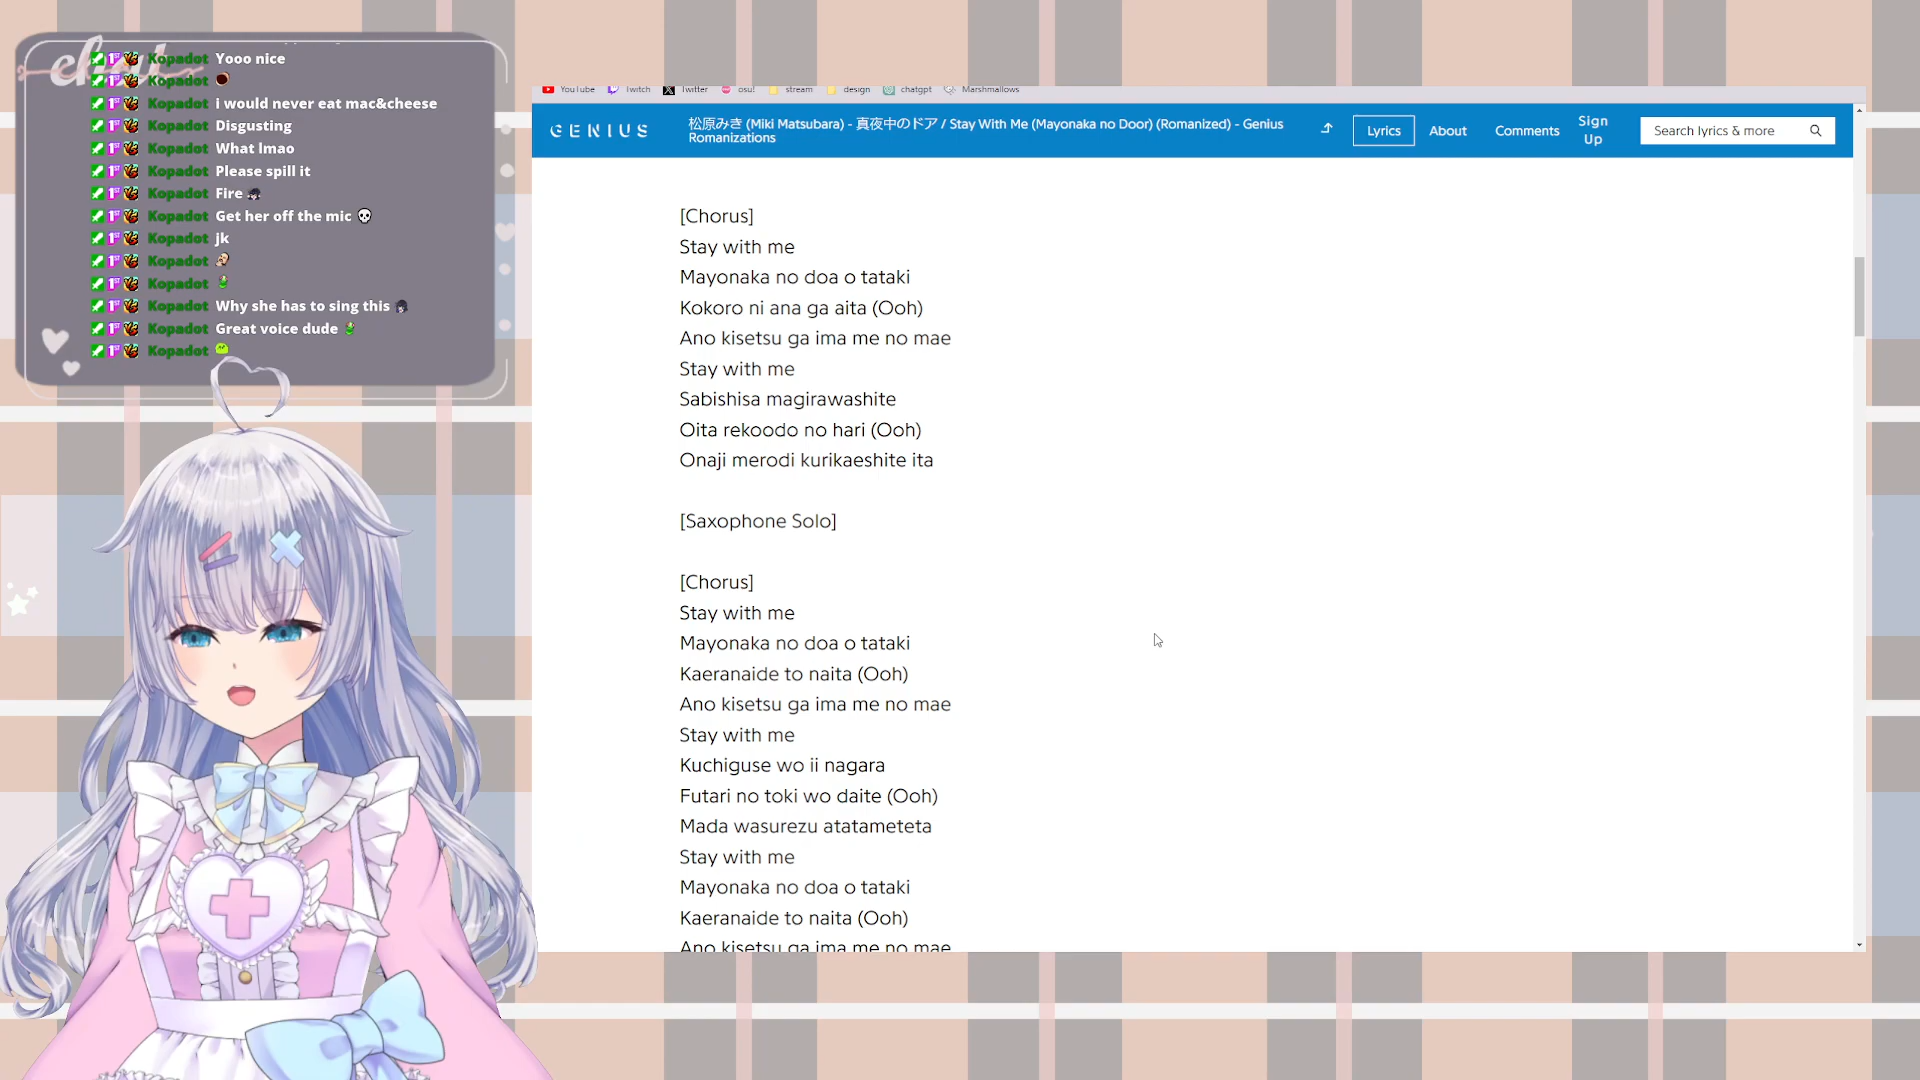 chat
Kopadot Yooo nice
Kopadot
Kopadot i would never eat mac&cheese
Kopadot Disgusting
Kopadot What lmao
Kopadot Please spill it
Kopadot Fire
Kopadot Get her off the mic 💀
Kopadot jk
Kopadot
Kopadot
Kopadot Why she has to sing this
Kopadot Great voice dude
Kopadot
YouTube Twitch Twitter osu! stream design chatgpt Marshmallows
GENIUS
松原みき (Miki Matsubara) - 真夜中のドア / Stay With Me (Mayonaka no Door) (Romanized) - Genius
Romanizations
Lyrics About Comments Sign Up
Search lyrics & more
[Chorus]
Stay with me
Mayonaka no doa o tataki
Kokoro ni ana ga aita (Ooh)
Ano kisetsu ga ima me no mae
Stay with me
Sabishisa magirawashite
Oita rekoodo no hari (Ooh)
Onaji merodi kurikaeshite ita
[Saxophone Solo]
[Chorus]
Stay with me
Mayonaka no doa o tataki
Kaeranaide to naita (Ooh)
Ano kisetsu ga ima me no mae
Stay with me
Kuchiguse wo ii nagara
Futari no toki wo daite (Ooh)
Mada wasurezu atatameteta
Stay with me
Mayonaka no doa o tataki
Kaeranaide to naita (Ooh)
Ano kisetsu ga ima me no mae